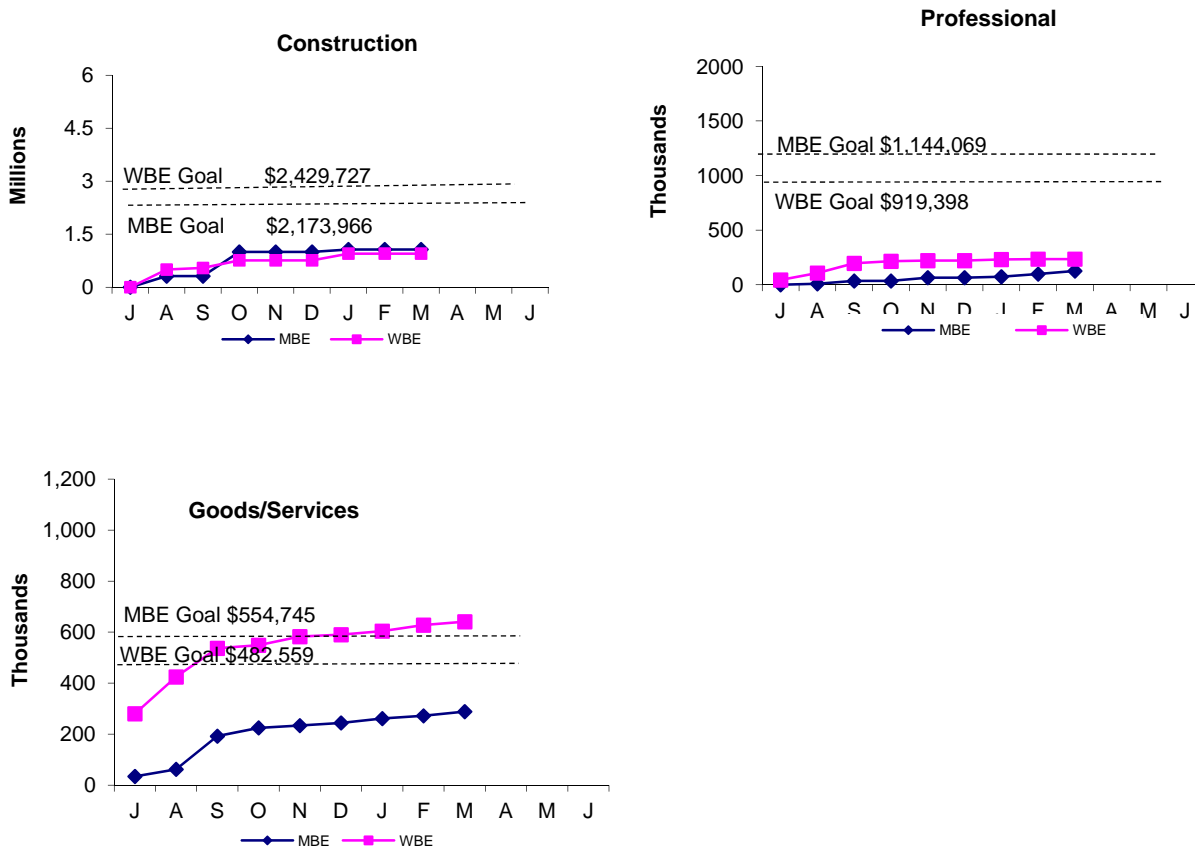 Construction
6
4.5
3
1.5
0
Millions
WBE Goal $2,429,727
MBE Goal $2,173,966
J A S O N D J F M A M J
MBE WBE
Professional
2000
1500
1000
500
0
Thousands
MBE Goal $1,144,069
WBE Goal $919,398
J A S O N D J F M A M J
MBE WBE
Goods/Services
1,200
1,000
800
600
400
200
0
Thousands
MBE Goal $554,745
WBE Goal $482,559
J A S O N D J F M A M J
MBE WBE